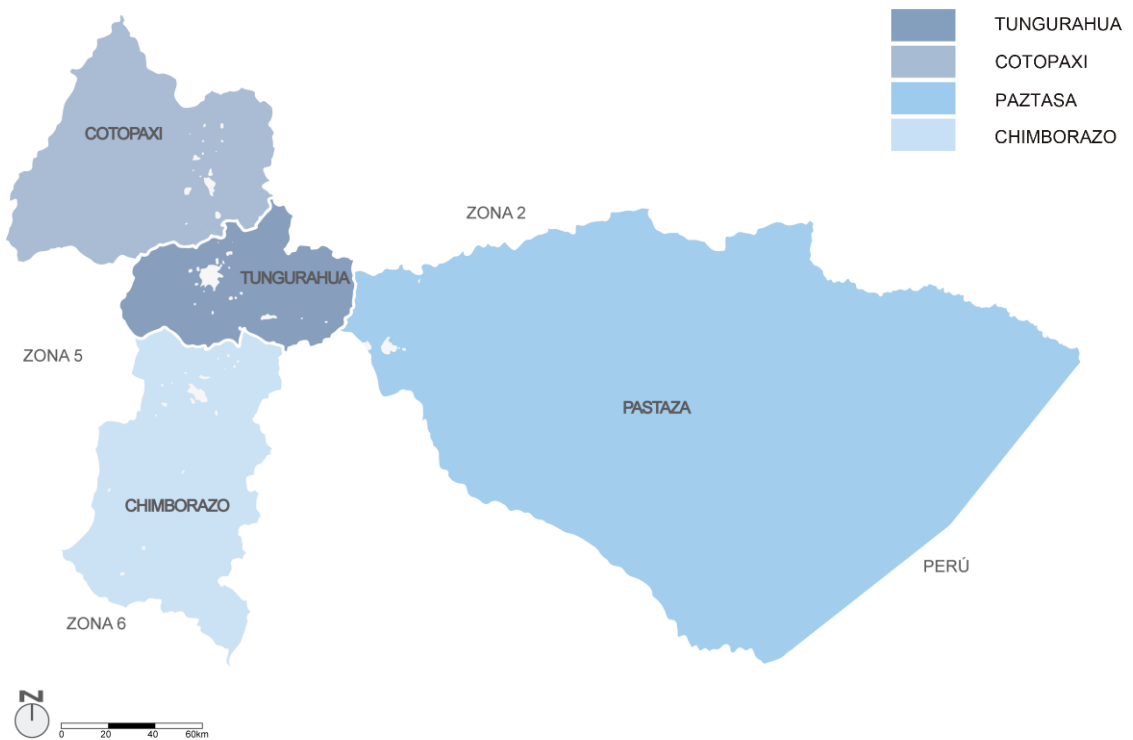 TUNGURAHUA
COTOPAXI
PAZTASA
CHIMBORAZO
COTOPAXI
ZONA 2
TUNGURAHUA
ZONA 5
PASTAZA
CHIMBORAZO
PERÚ
ZONA 6
N
0 20 40 60km